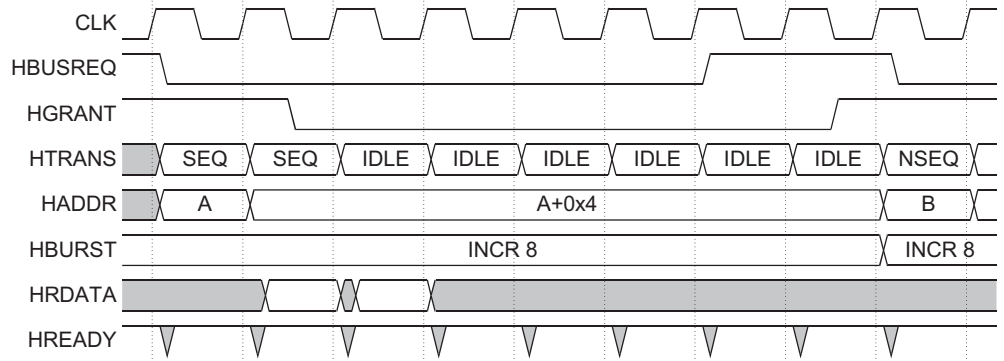 CLK
HBUSREQ
HGRANT
HTRANS SEQ SEQ IDLE IDLE IDLE IDLE IDLE IDLE NSEQ
HADDR A A+0x4 B
HBURST INCR 8 INCR 8
HRDATA
HREADY